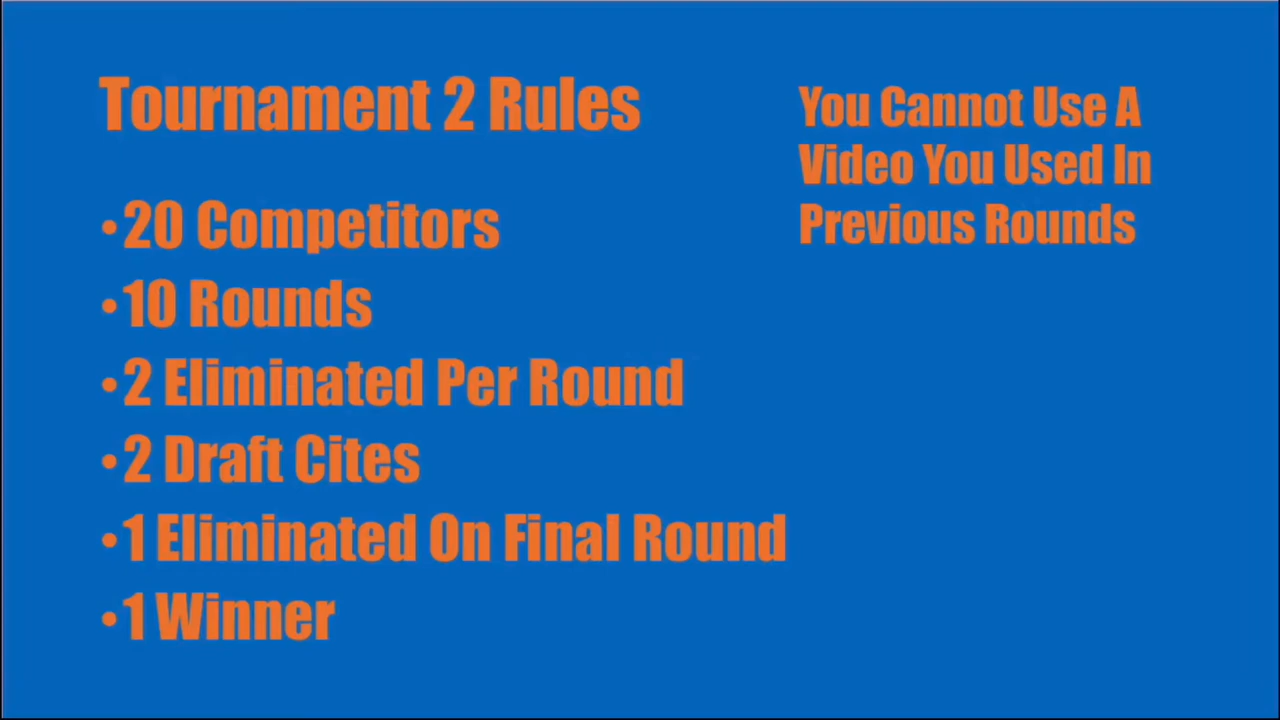 Tournament 2 Rules
•20 Competitors
•10 Rounds
•2 Eliminated Per Round
•2 Draft Cites
•1 Eliminated On Final Round
•1 Winner
You Cannot Use A
Video You Used In
Previous Rounds